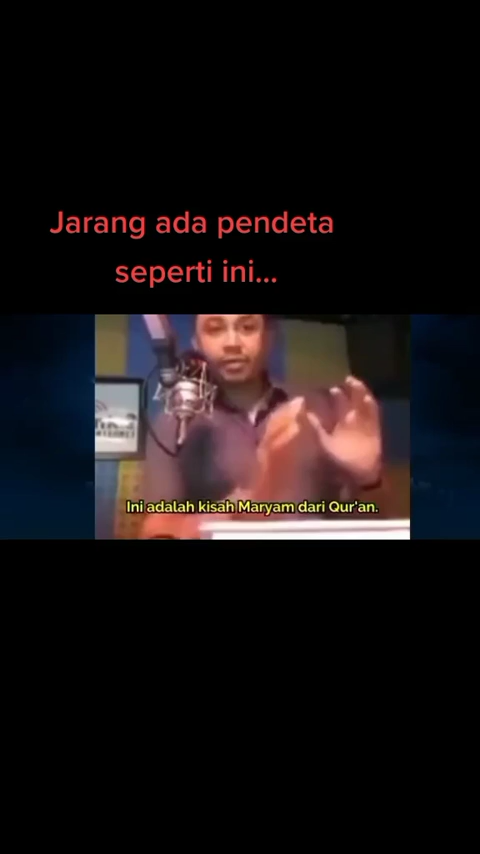 Jarang ada pendeta
seperti ini...
Ini adalah kisah Maryam dari Qur'an.